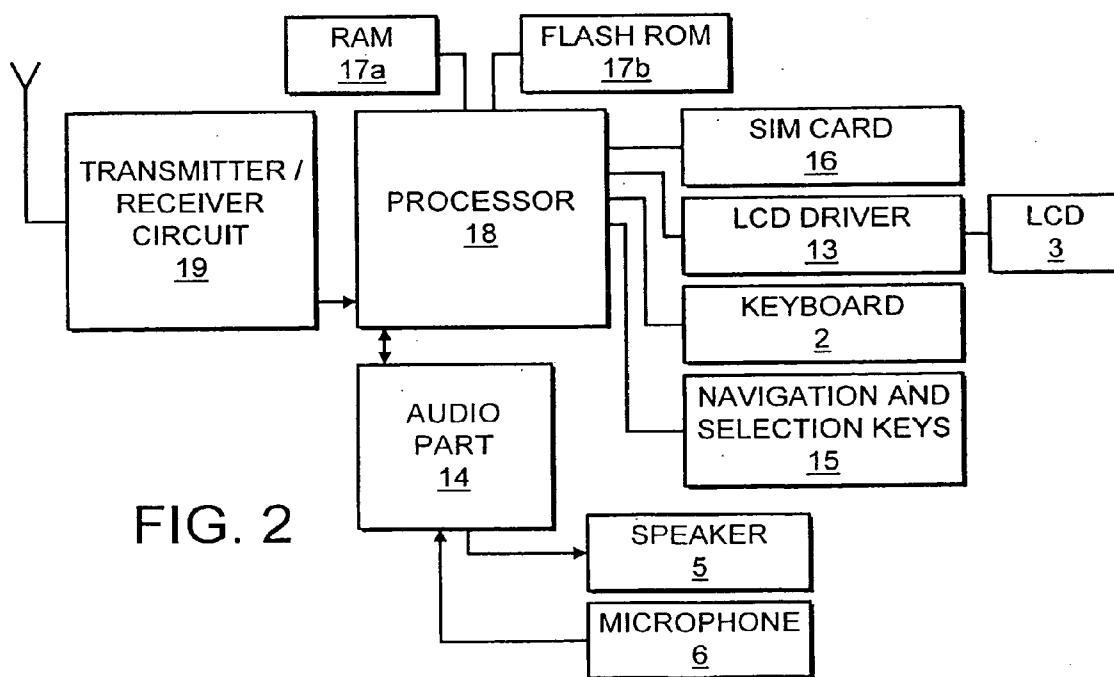 RAM
17a
FLASH ROM
17b
TRANSMITTER /
RECEIVER
CIRCUIT
19
PROCESSOR
18
SIM CARD
16
LCD DRIVER
13
LCD
3
KEYBOARD
2
NAVIGATION AND
SELECTION KEYS
15
AUDIO
PART
14
FIG. 2
SPEAKER
5
MICROPHONE
6